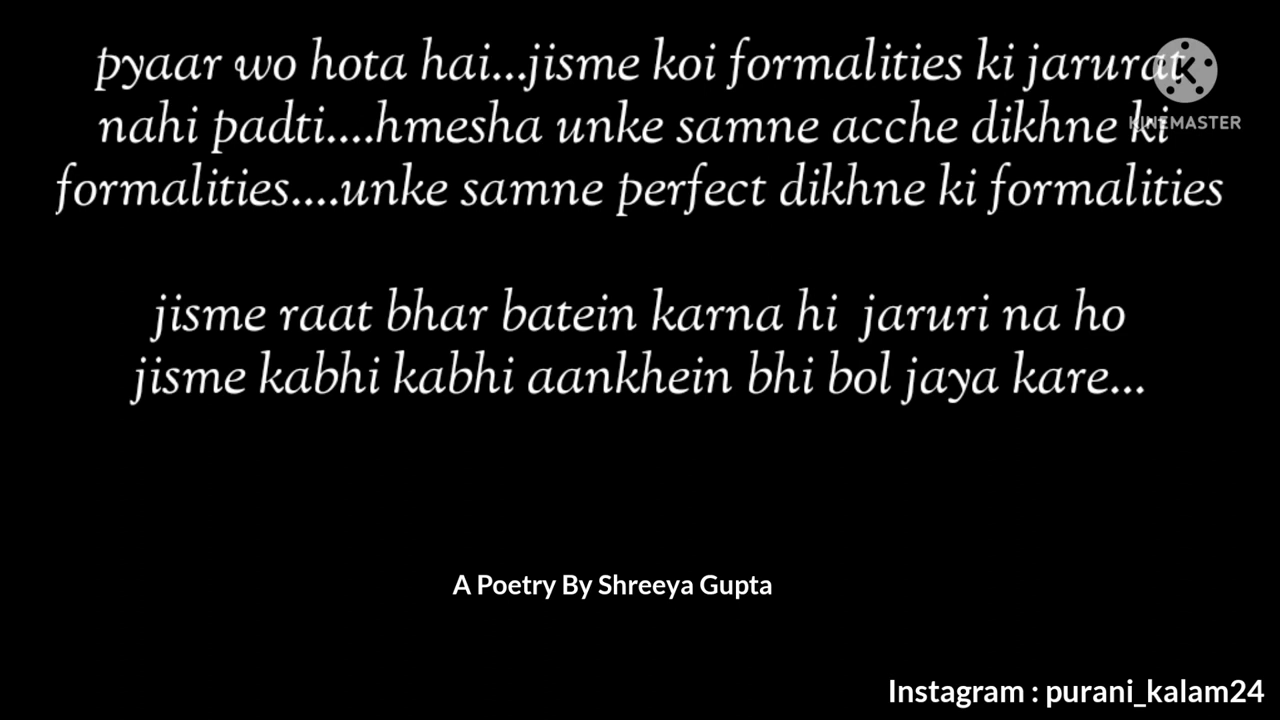 pyaar wo hota hai...jisme koi formalities ki jarurat
nahi padti....hmesha unke samne acche dikhne ki
KINEMASTER
formalities....unke samne perfect dikhne ki formalities
jisme raat bhar batein karna hi jaruri na ho
jisme kabhi kabhi aankhein bhi bol jaya kare...
A Poetry By Shreeya Gupta
Instagram : purani_kalam24